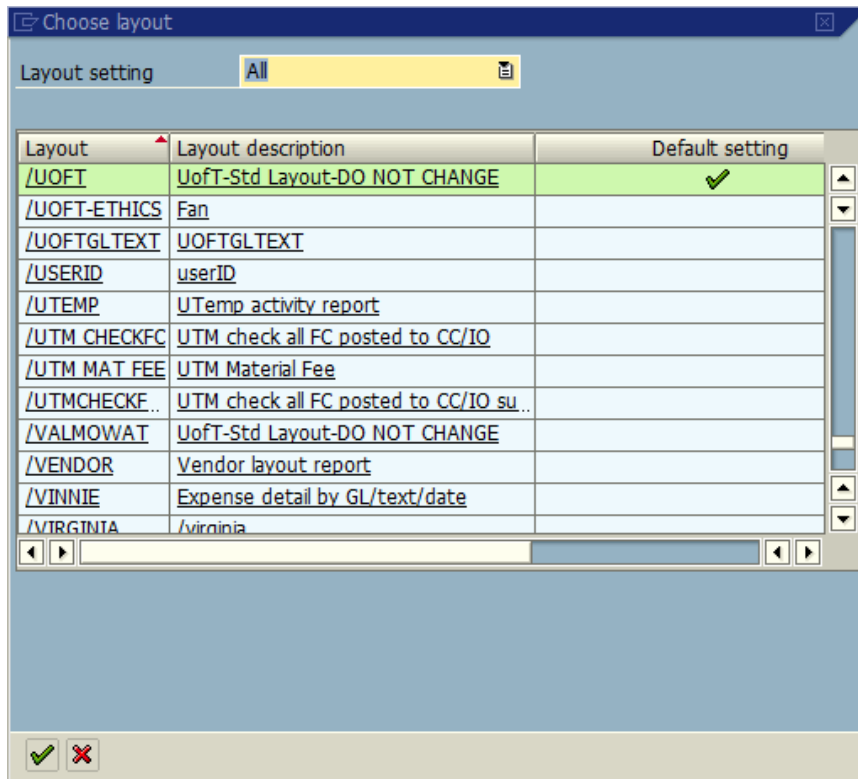 Choose layout
Layout setting All
Layout Layout description Default setting
/UOFT UofT-Std Layout-DO NOT CHANGE
/UOFT-ETHICS Fan
/UOFTGLTEXT UOFTGLTEXT
/USERID userID
/UTEMP UTemp activity report
/UTM CHECKFC UTM check all FC posted to CC/IO
/UTM MAT FEE UTM Material Fee
/UTMCHECKF.. UTM check all FC posted to CC/IO su..
/VALMOWAT UofT-Std Layout-DO NOT CHANGE
/VENDOR Vendor layout report
/VINNIE Expense detail by GL/text/date
/VIRGINIA /virginia